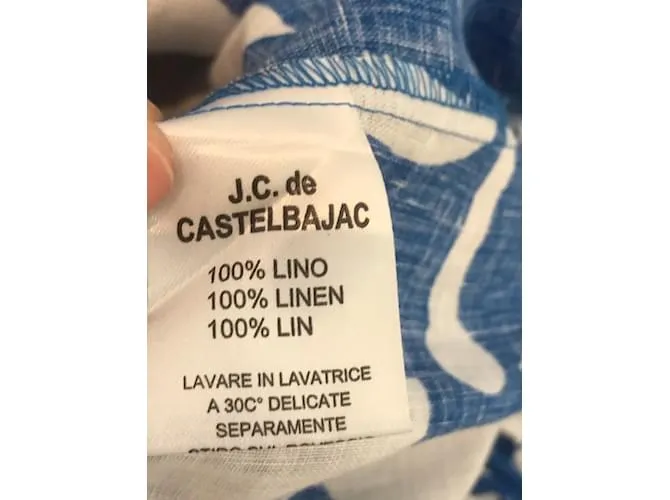 J.C. de
CASTELBAJAC
100% LINO
100% LINEN
100% LIN
LAVARE IN LAVATRICE
A 30C° DELICATE
SEPARAMENTE